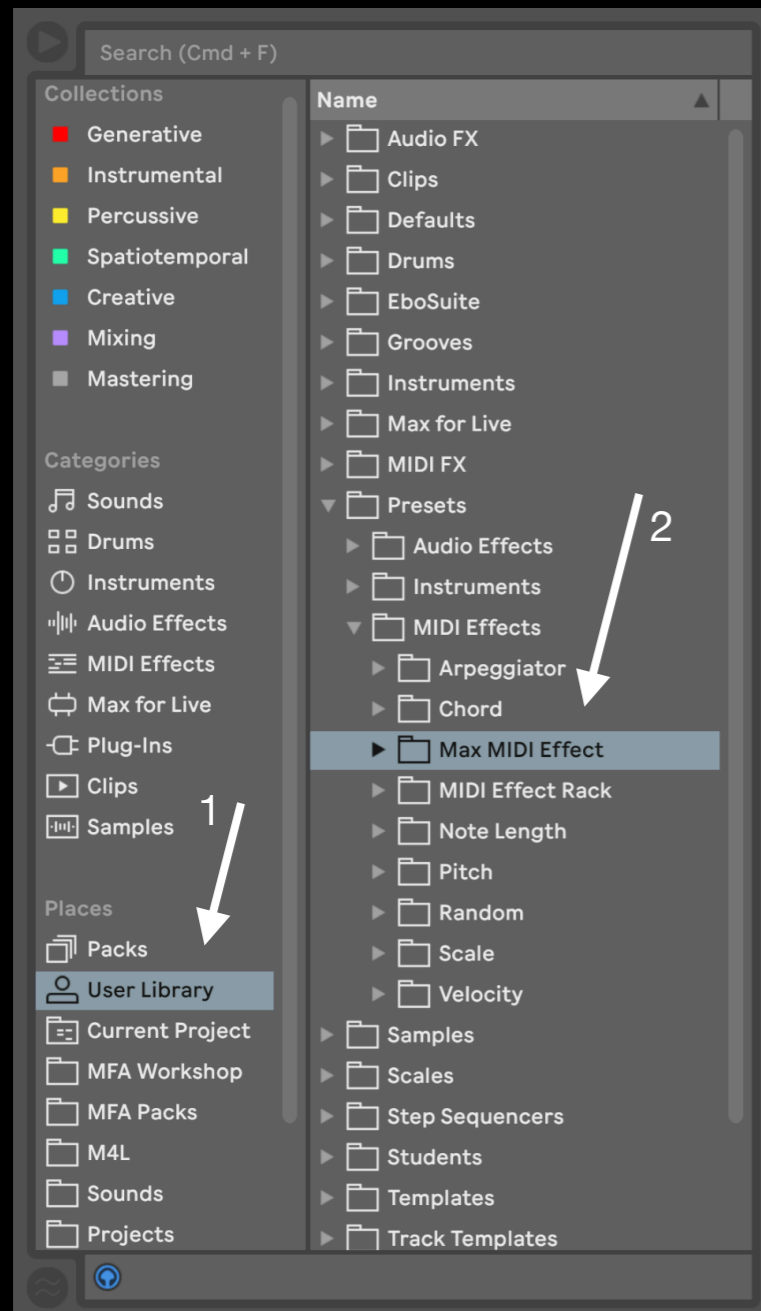 Search (Cmd + F)
Collections
Generative
Instrumental
Percussive
Spatiotemporal
Creative
Mixing
Mastering
Categories
Sounds
Drums
Instruments
Audio Effects
MIDI Effects
Max for Live
Plug-Ins
Clips
Samples
1
Places
Packs
User Library
Current Project
MFA Workshop
MFA Packs
M4L
Sounds
Projects
Name
Audio FX
Clips
Defaults
Drums
EboSuite
Grooves
Instruments
Max for Live
MIDI FX
Presets
2
Audio Effects
Instruments
MIDI Effects
Arpeggiator
Chord
Max MIDI Effect
MIDI Effect Rack
Note Length
Pitch
Random
Scale
Velocity
Samples
Scales
Step Sequencers
Students
Templates
Track Templates